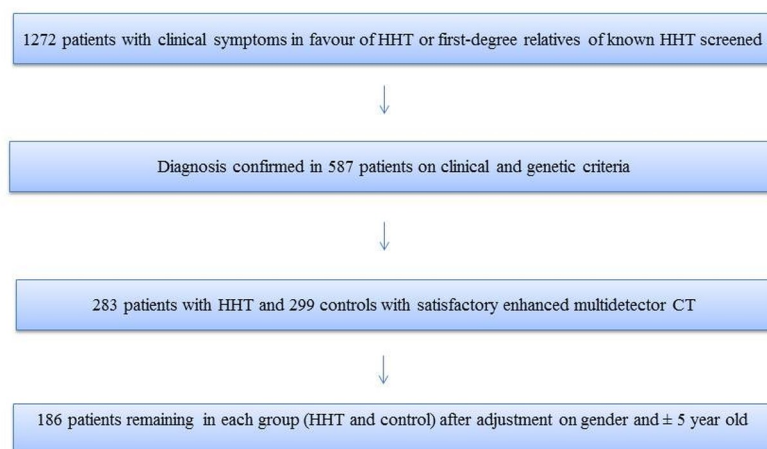 1272 patients with clinical symptoms in favour of HHT or first-degree relatives of known HHT screened
Diagnosis confirmed in 587 patients on clinical and genetic criteria
283 patients with HHT and 299 controls with satisfactory enhanced multidetector CT
186 patients remaining in each group (HHT and control) after adjustment on gender and ± 5 year old